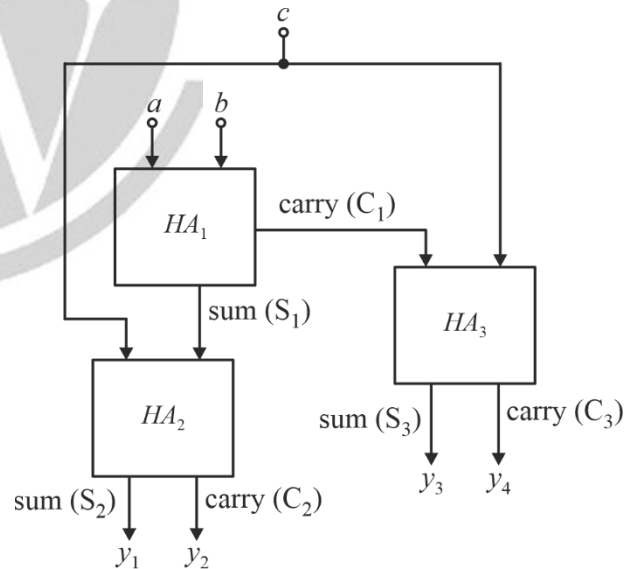 c
a b
HA₁
carry (C₁)
sum (S₁)
HA₃
HA₂
sum (S₃)
carry (C₃)
y₃ y₄
sum (S₂)
carry (C₂)
y₁ y₂